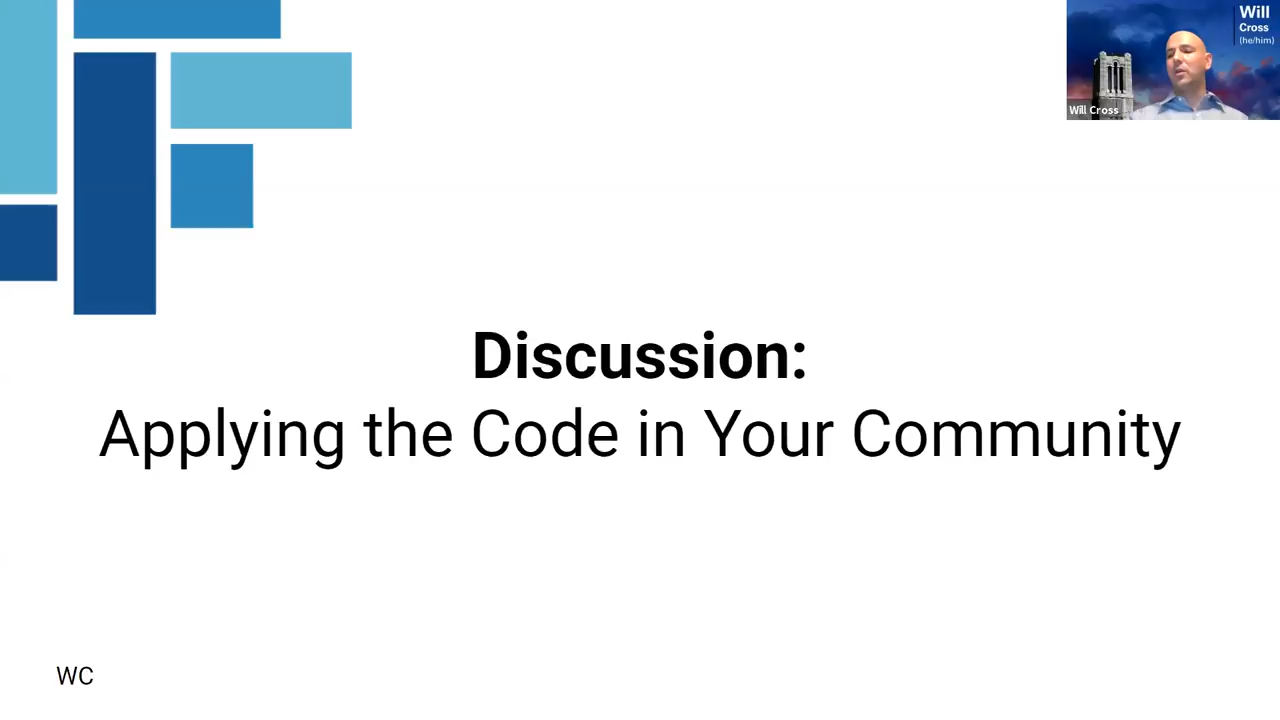 Will
Cross
(he/him)
Will Cross
Discussion:
Applying the Code in Your Community
WC